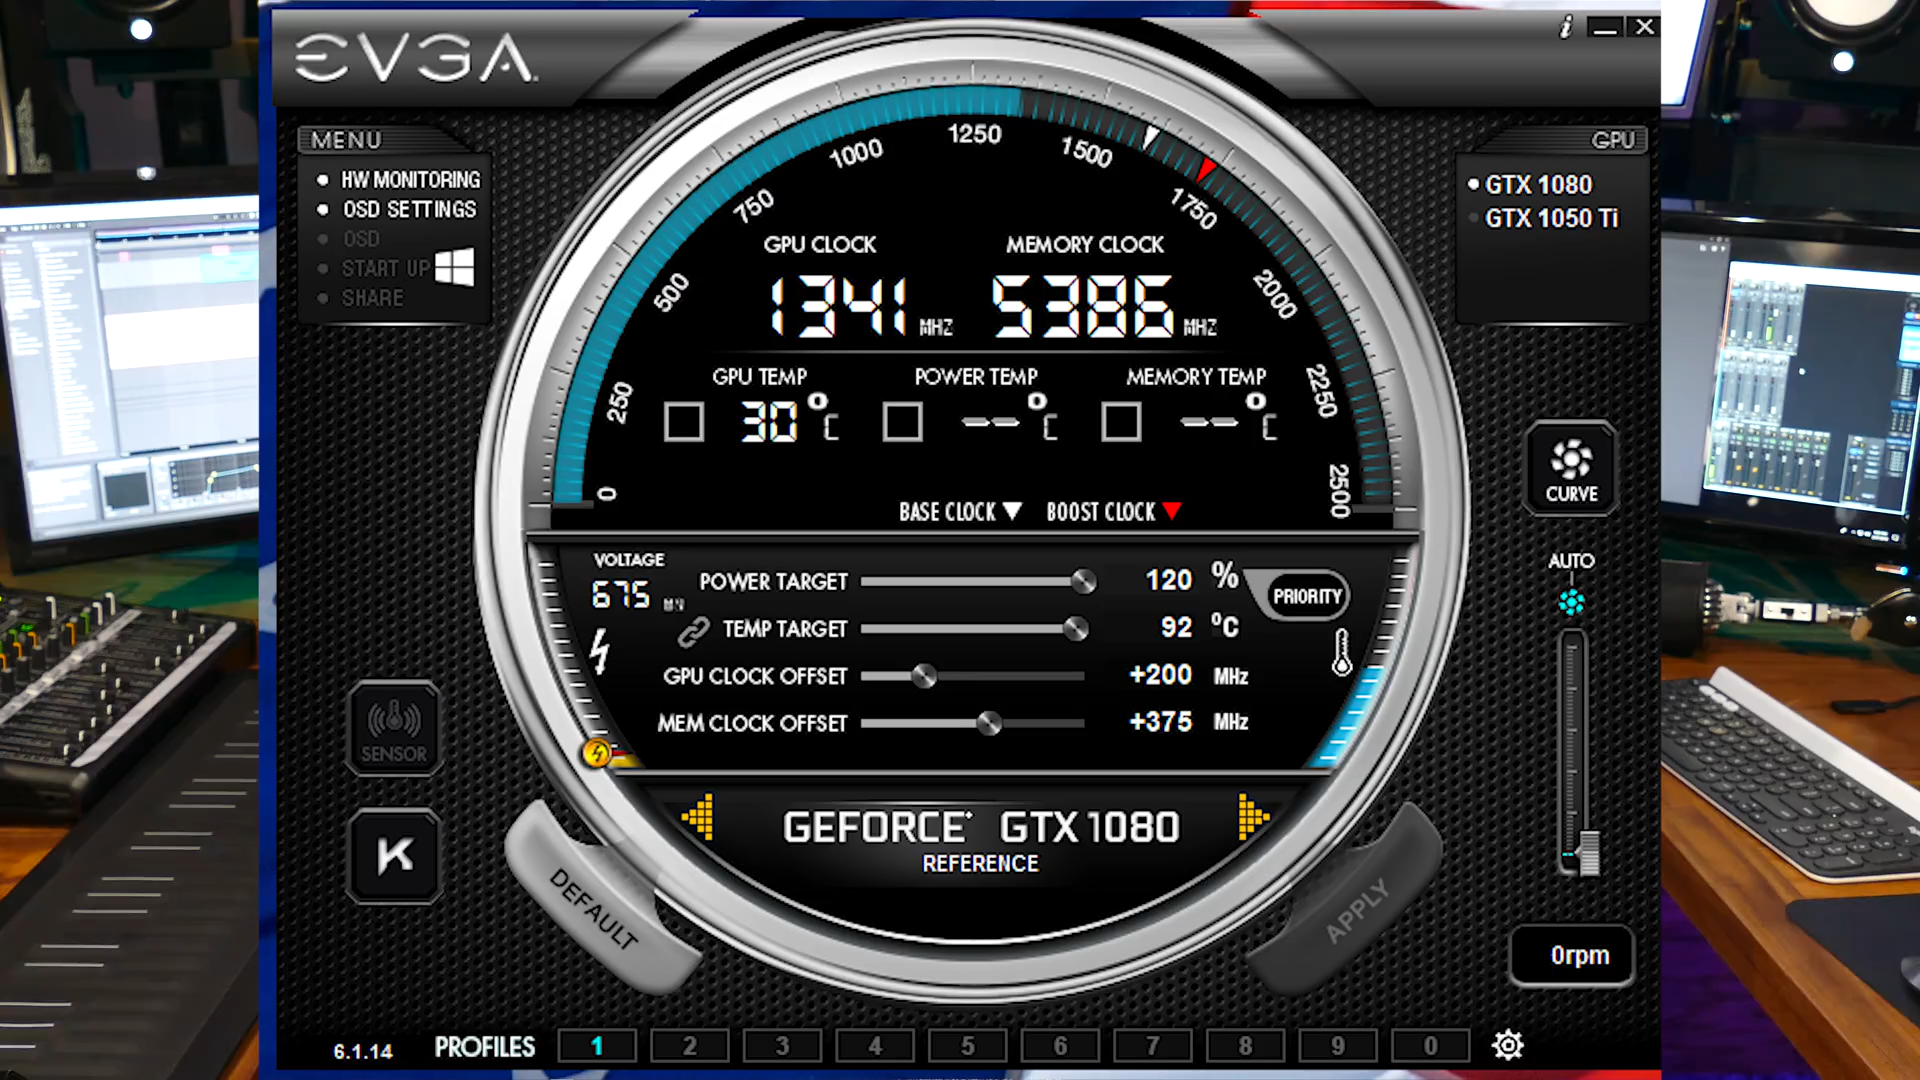 EVGA
i
MENU
HW MONITORING
OSD SETTINGS
OSD
START UP
SHARE
GPU
GTX 1080
GTX 1050 Ti
0
250
500
750
1000
1250
1500
1750
2000
2250
2500
GPU CLOCK
1341 MHZ
MEMORY CLOCK
5386 MHZ
GPU TEMP
30 °C
POWER TEMP
-- °C
MEMORY TEMP
-- °C
BASE CLOCK
BOOST CLOCK
VOLTAGE
675
POWER TARGET 120 %
PRIORITY
TEMP TARGET 92 °C
GPU CLOCK OFFSET +200 MHz
MEM CLOCK OFFSET +375 MHz
CURVE
AUTO
SENSOR
K
GEFORCE GTX 1080
REFERENCE
DEFAULT
APPLY
0rpm
6.1.14
PROFILES 1 2 3 4 5 6 7 8 9 0